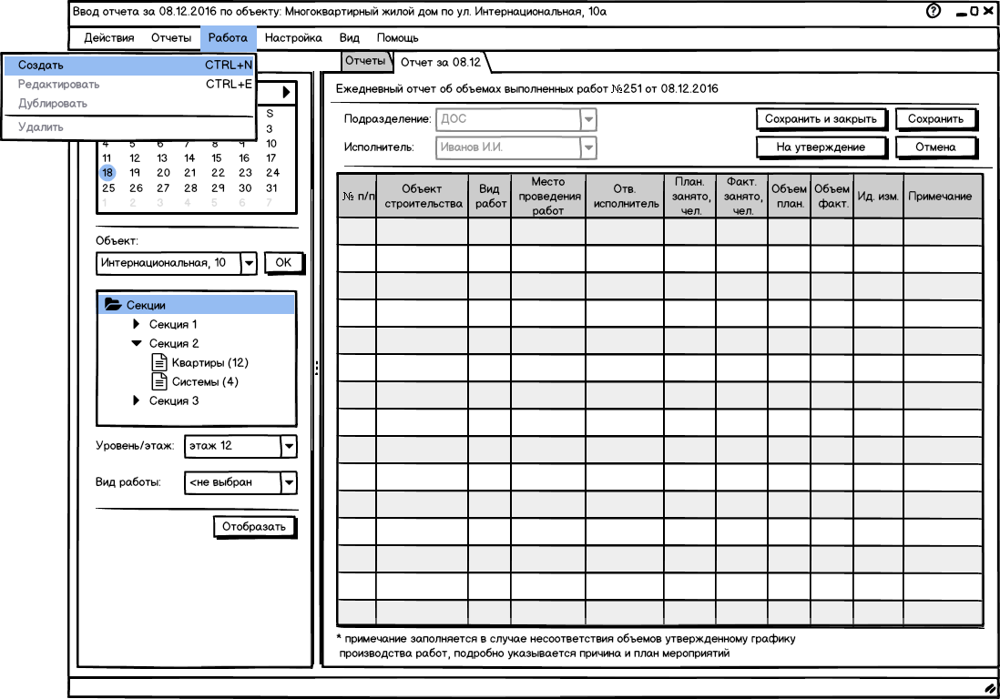 Ввод отчета за 08.12.2016 по объекту: Многоквартирный жилой дом по ул. Интернациональная, 10а
?
Действия Отчеты Работа Настройка Вид Помощь
Создать CTRL+N
Редактировать CTRL+E
Дублировать
Удалить
S
3
4 5 6 7 8 9 10
11 12 13 14 15 16 17
18 19 20 21 22 23 24
25 26 27 28 29 30 31
1 2 3 4 5 6 7
Объект:
Интернациональная, 10 OK
Секции
Секция 1
Секция 2
Квартиры (12)
Системы (4)
Секция 3
Уровень/этаж: этаж 12
Вид работы: <не выбран
Отобразать
Отчеты Отчет за 08.12
Ежедневный отчет об объемах выполненных работ №251 от 08.12.2016
Подразделение: ДОС Сохранить и закрыть Сохранить
Исполнитель: Иванов И.И. На утверждение Отмена
№ п/п Объект строительства Вид работ Место проведения работ Отв. исполнитель План. занято, чел. Факт. занято, чел. Объем план. Объем факт. Ид. изм. Примечание
* примечание заполняется в случае несоответствия объемов утвержденному графику
производства работ, подробно указывается причина и план мероприятий